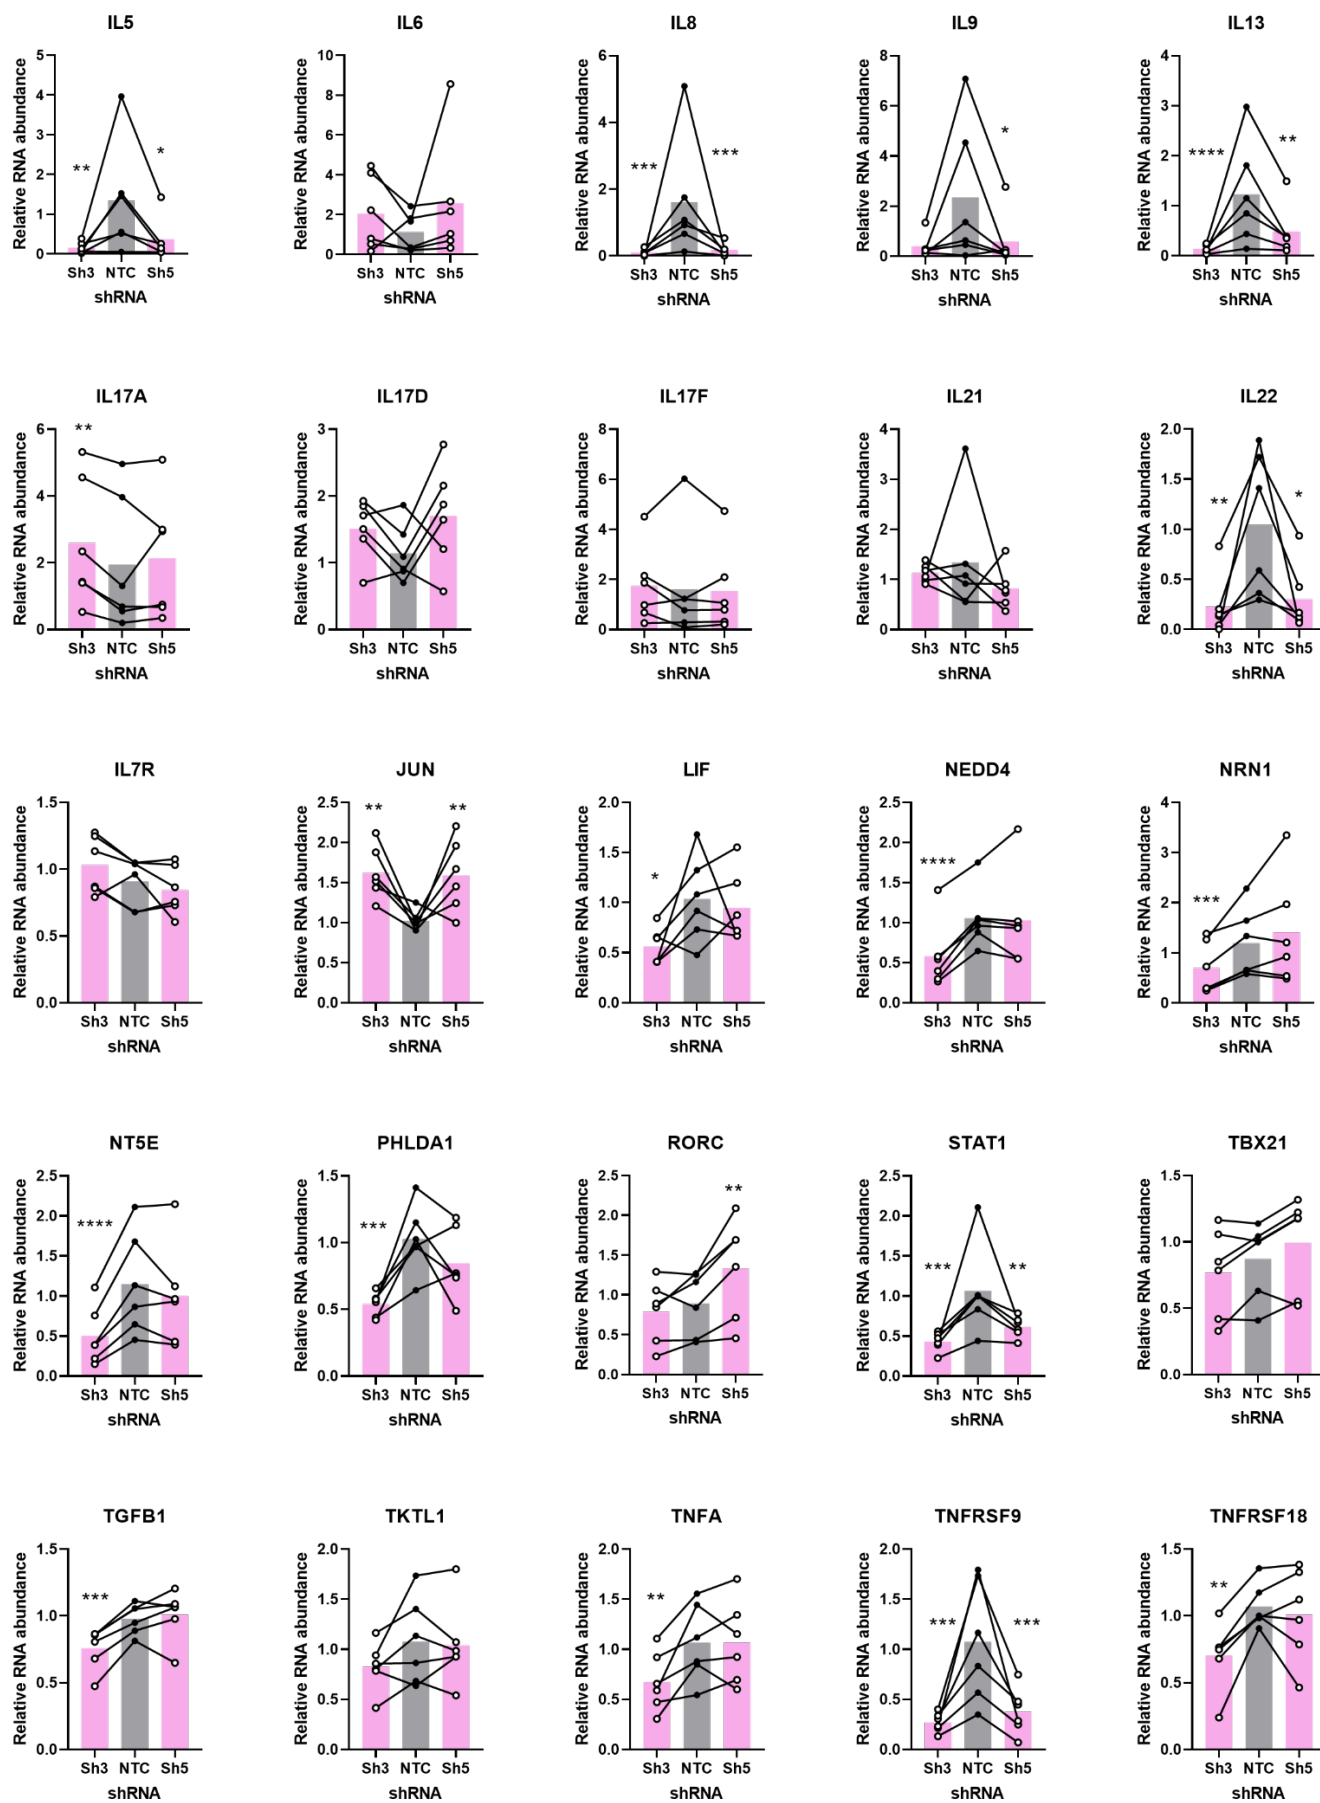 IL5 IL6 IL8 IL9 IL13
Relative RNA abundance
5
4
3
2
1
0
** *
Sh3 NTC Sh5
shRNA
Relative RNA abundance
10
8
6
4
2
0
Sh3 NTC Sh5
shRNA
Relative RNA abundance
6
4
2
0
*** ***
Sh3 NTC Sh5
shRNA
Relative RNA abundance
8
6
4
2
0
*
Sh3 NTC Sh5
shRNA
Relative RNA abundance
4
3
2
1
0
**** **
Sh3 NTC Sh5
shRNA
IL17A IL17D IL17F IL21 IL22
Relative RNA abundance
6
4
2
0
**
Sh3 NTC Sh5
shRNA
Relative RNA abundance
3
2
1
0
Sh3 NTC Sh5
shRNA
Relative RNA abundance
8
6
4
2
0
Sh3 NTC Sh5
shRNA
Relative RNA abundance
4
3
2
1
0
Sh3 NTC Sh5
shRNA
Relative RNA abundance
2.0
1.5
1.0
0.5
0.0
** *
Sh3 NTC Sh5
shRNA
IL7R JUN LIF NEDD4 NRN1
Relative RNA abundance
1.5
1.0
0.5
0.0
Sh3 NTC Sh5
shRNA
Relative RNA abundance
2.5
2.0
1.5
1.0
0.5
0.0
** **
Sh3 NTC Sh5
shRNA
Relative RNA abundance
2.0
1.5
1.0
0.5
0.0
*
Sh3 NTC Sh5
shRNA
Relative RNA abundance
2.5
2.0
1.5
1.0
0.5
0.0
****
Sh3 NTC Sh5
shRNA
Relative RNA abundance
4
3
2
1
0
***
Sh3 NTC Sh5
shRNA
NT5E PHLDA1 RORC STAT1 TBX21
Relative RNA abundance
2.5
2.0
1.5
1.0
0.5
0.0
****
Sh3 NTC Sh5
shRNA
Relative RNA abundance
1.5
1.0
0.5
0.0
***
Sh3 NTC Sh5
shRNA
Relative RNA abundance
2.5
2.0
1.5
1.0
0.5
0.0
**
Sh3 NTC Sh5
shRNA
Relative RNA abundance
2.5
2.0
1.5
1.0
0.5
0.0
*** **
Sh3 NTC Sh5
shRNA
Relative RNA abundance
1.5
1.0
0.5
0.0
Sh3 NTC Sh5
shRNA
TGFB1 TKTL1 TNFA TNFRSF9 TNFRSF18
Relative RNA abundance
1.5
1.0
0.5
0.0
***
Sh3 NTC Sh5
shRNA
Relative RNA abundance
2.0
1.5
1.0
0.5
0.0
Sh3 NTC Sh5
shRNA
Relative RNA abundance
2.0
1.5
1.0
0.5
0.0
**
Sh3 NTC Sh5
shRNA
Relative RNA abundance
2.0
1.5
1.0
0.5
0.0
*** ***
Sh3 NTC Sh5
shRNA
Relative RNA abundance
1.5
1.0
0.5
0.0
**
Sh3 NTC Sh5
shRNA